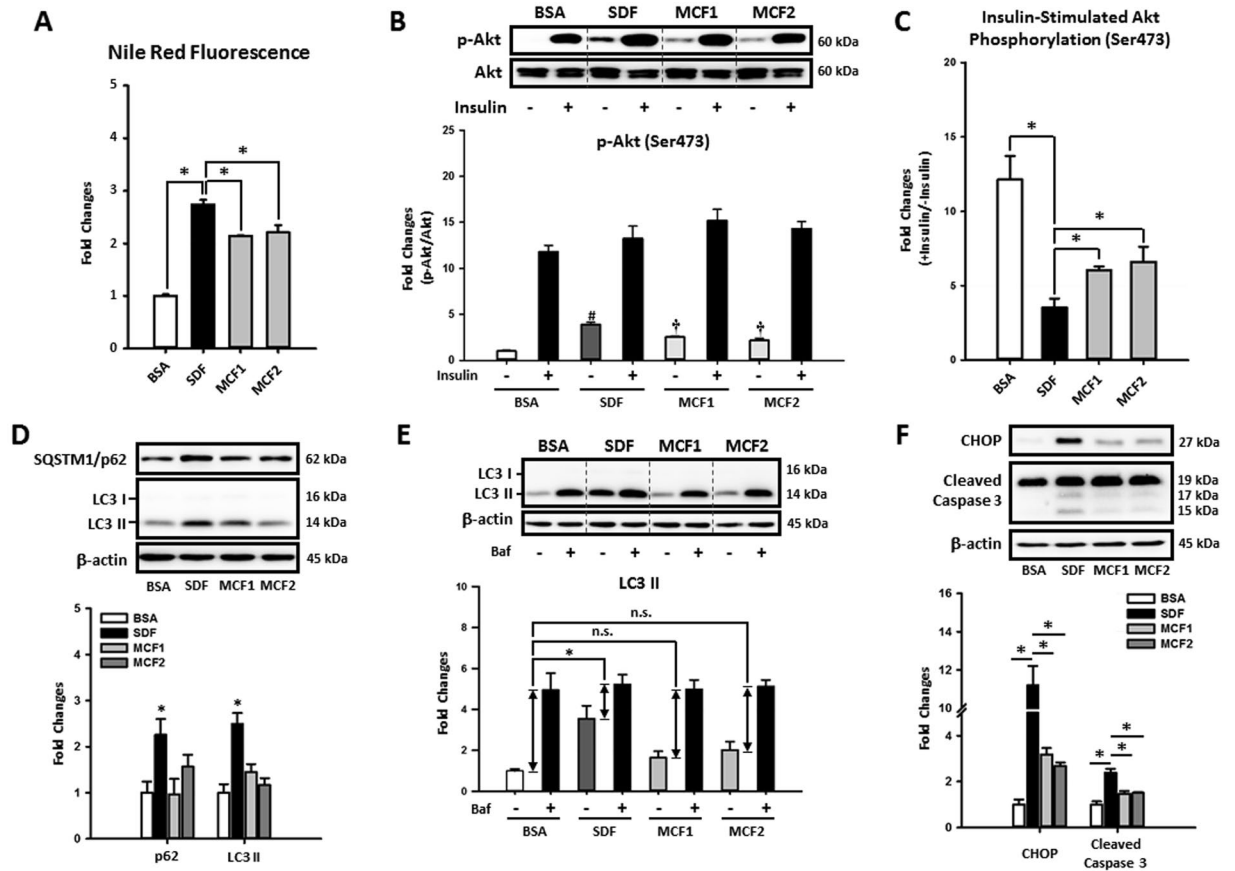 A
Nile Red Fluorescence
Fold Changes
5
4
3
2
1
0
* * *
BSA SDF MCF1 MCF2
B
BSA SDF MCF1 MCF2
p-Akt 60 kDa
Akt 60 kDa
Insulin - + - + - + - +
p-Akt (Ser473)
Fold Changes
(p-Akt/Akt)
25
20
15
10
5
0
# † †
Insulin - + - + - + - +
BSA SDF MCF1 MCF2
C
Insulin-Stimulated Akt
Phosphorylation (Ser473)
Fold Changes
(+Insulin/-Insulin)
20
15
10
5
0
* * *
BSA SDF MCF1 MCF2
D
SQSTM1/p62 62 kDa
LC3 I 16 kDa
LC3 II 14 kDa
β-actin 45 kDa
BSA SDF MCF1 MCF2
Fold Changes
5
4
3
2
1
0
BSA
SDF
MCF1
MCF2
* *
p62 LC3 II
E
BSA SDF MCF1 MCF2
LC3 I 16 kDa
LC3 II 14 kDa
β-actin 45 kDa
Baf - + - + - + - +
LC3 II
Fold Changes
10
8
6
4
2
0
n.s.
n.s.
*
Baf - + - + - + - +
BSA SDF MCF1 MCF2
F
CHOP 27 kDa
Cleaved 19 kDa
Caspase 3 17 kDa
15 kDa
β-actin 45 kDa
BSA SDF MCF1 MCF2
Fold Changes
16
14
12
10
4
2
0
BSA
SDF
MCF1
MCF2
* * *
* * *
CHOP Cleaved
Caspase 3